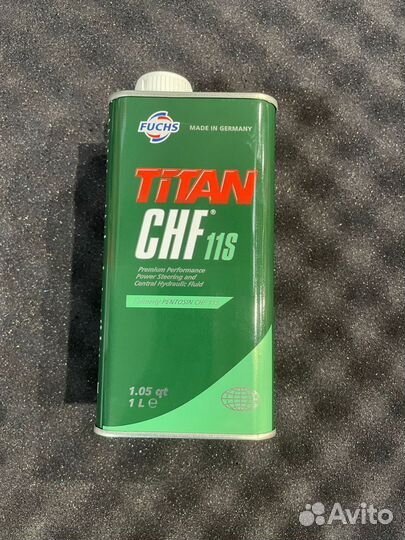 FUCHS
MADE IN GERMANY
TITAN
CHF® 11S
Premium Performance
Power Steering and
Central Hydraulic Fluid
Formerly PENTOSIN CHF 11S
1.05 qt
1 L ℮
Avito